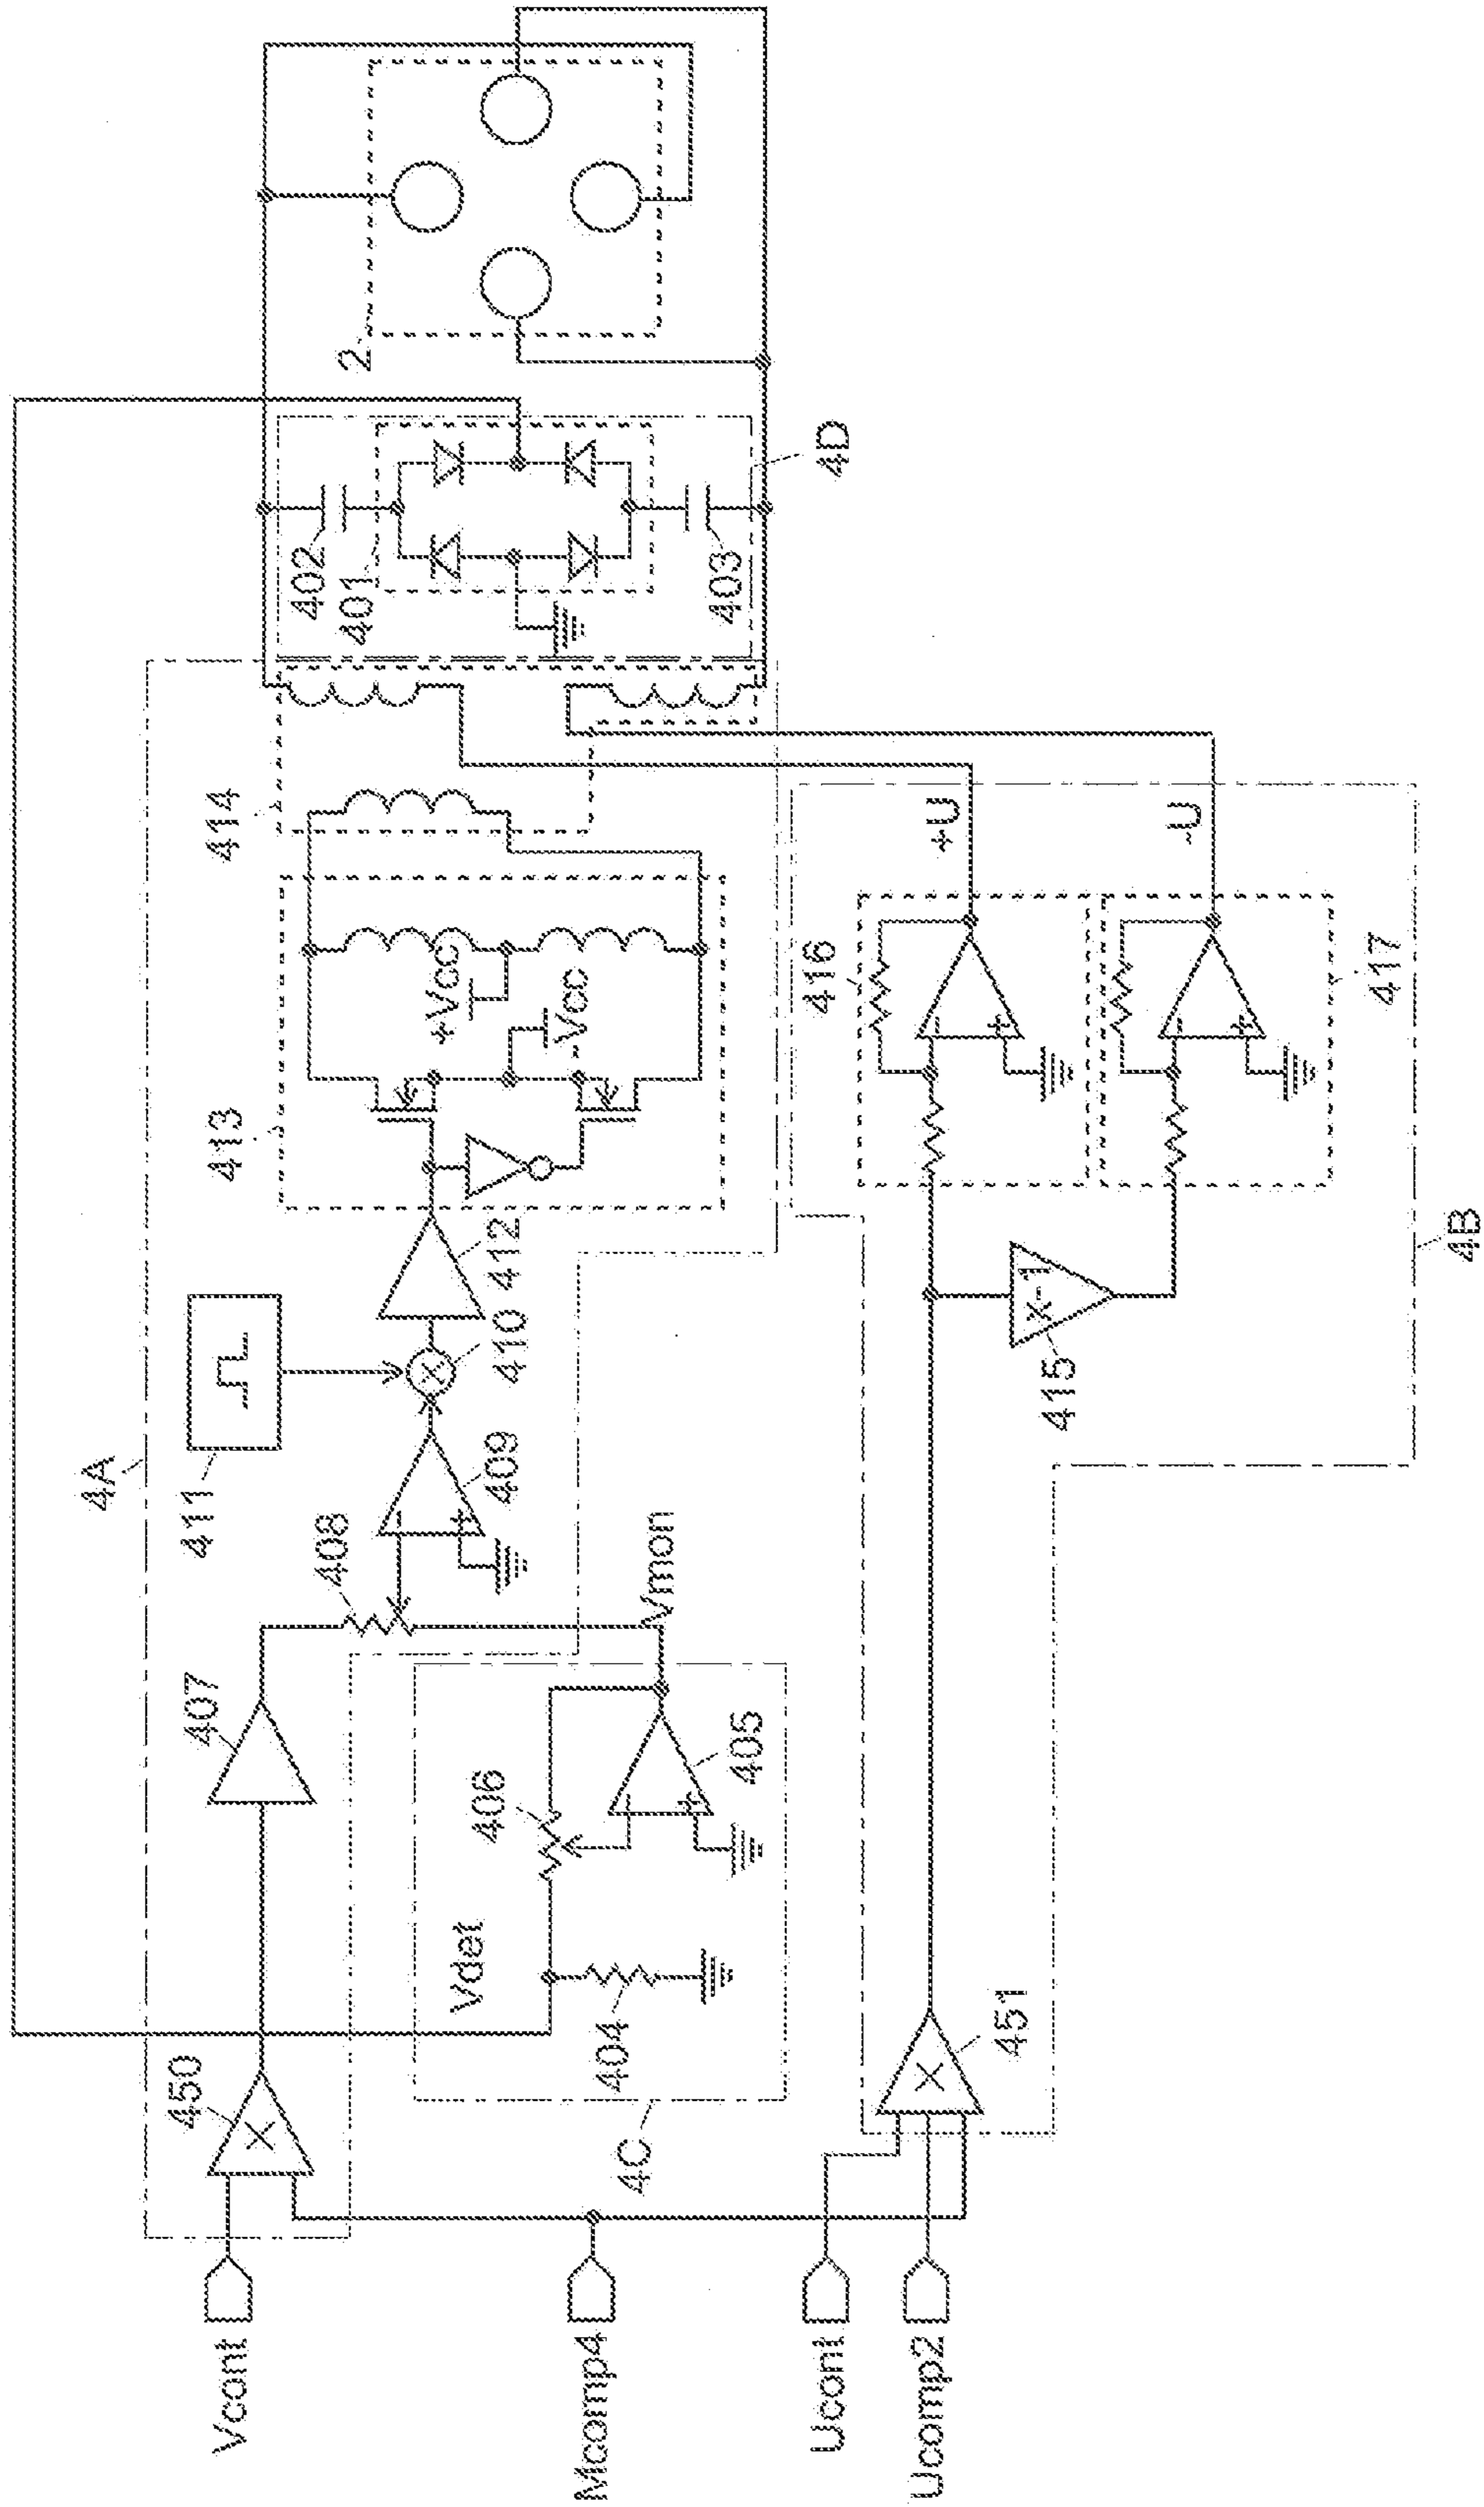 Vcont
Mcomp4
Ucont
Ucomp2
450
407
4A
411
408
409
410
412
413
+Vcc
-Vcc
414
402
401
403
4D
2
4C
404
Vdet
406
405
Vmon
451
415
x-1
416
417
+U
-U
4B